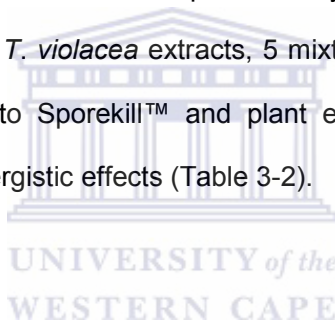 T. violacea extracts, 5 mixt
to Sporekill™ and plant e
ergistic effects (Table 3-2).
UNIVERSITY of the
WESTERN CAPE